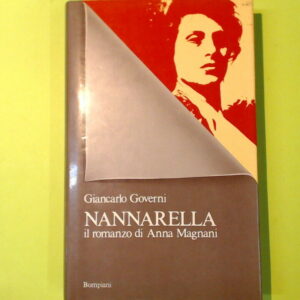 Giancarlo Governi
NANNARELLA
il romanzo di Anna Magnani
Bompiani